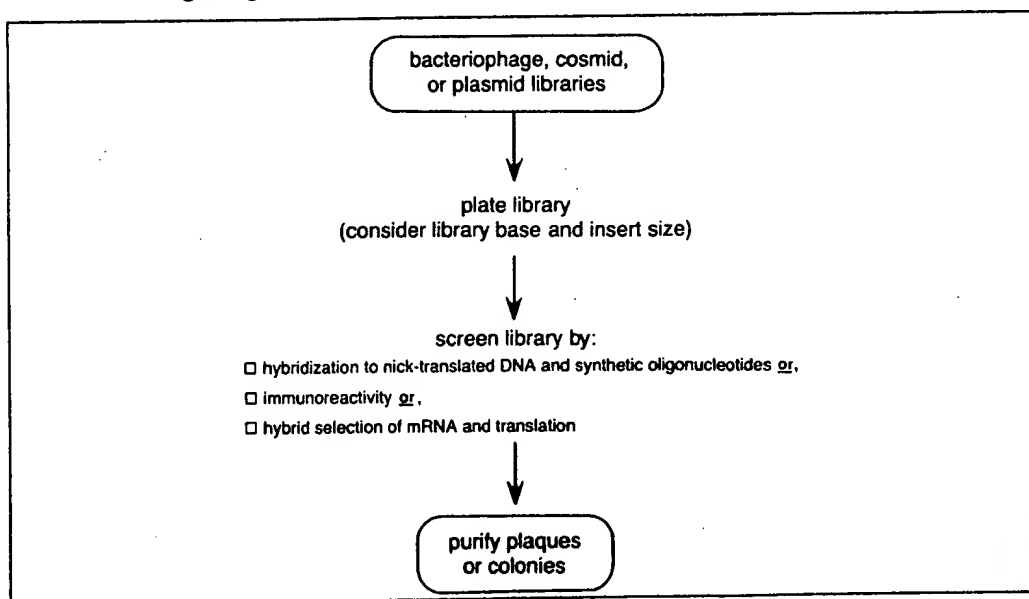 bacteriophage, cosmid,
or plasmid libraries
plate library
(consider library base and insert size)
screen library by:
□ hybridization to nick-translated DNA and synthetic oligonucleotides or,
□ immunoreactivity or,
□ hybrid selection of mRNA and translation
purify plaques
or colonies